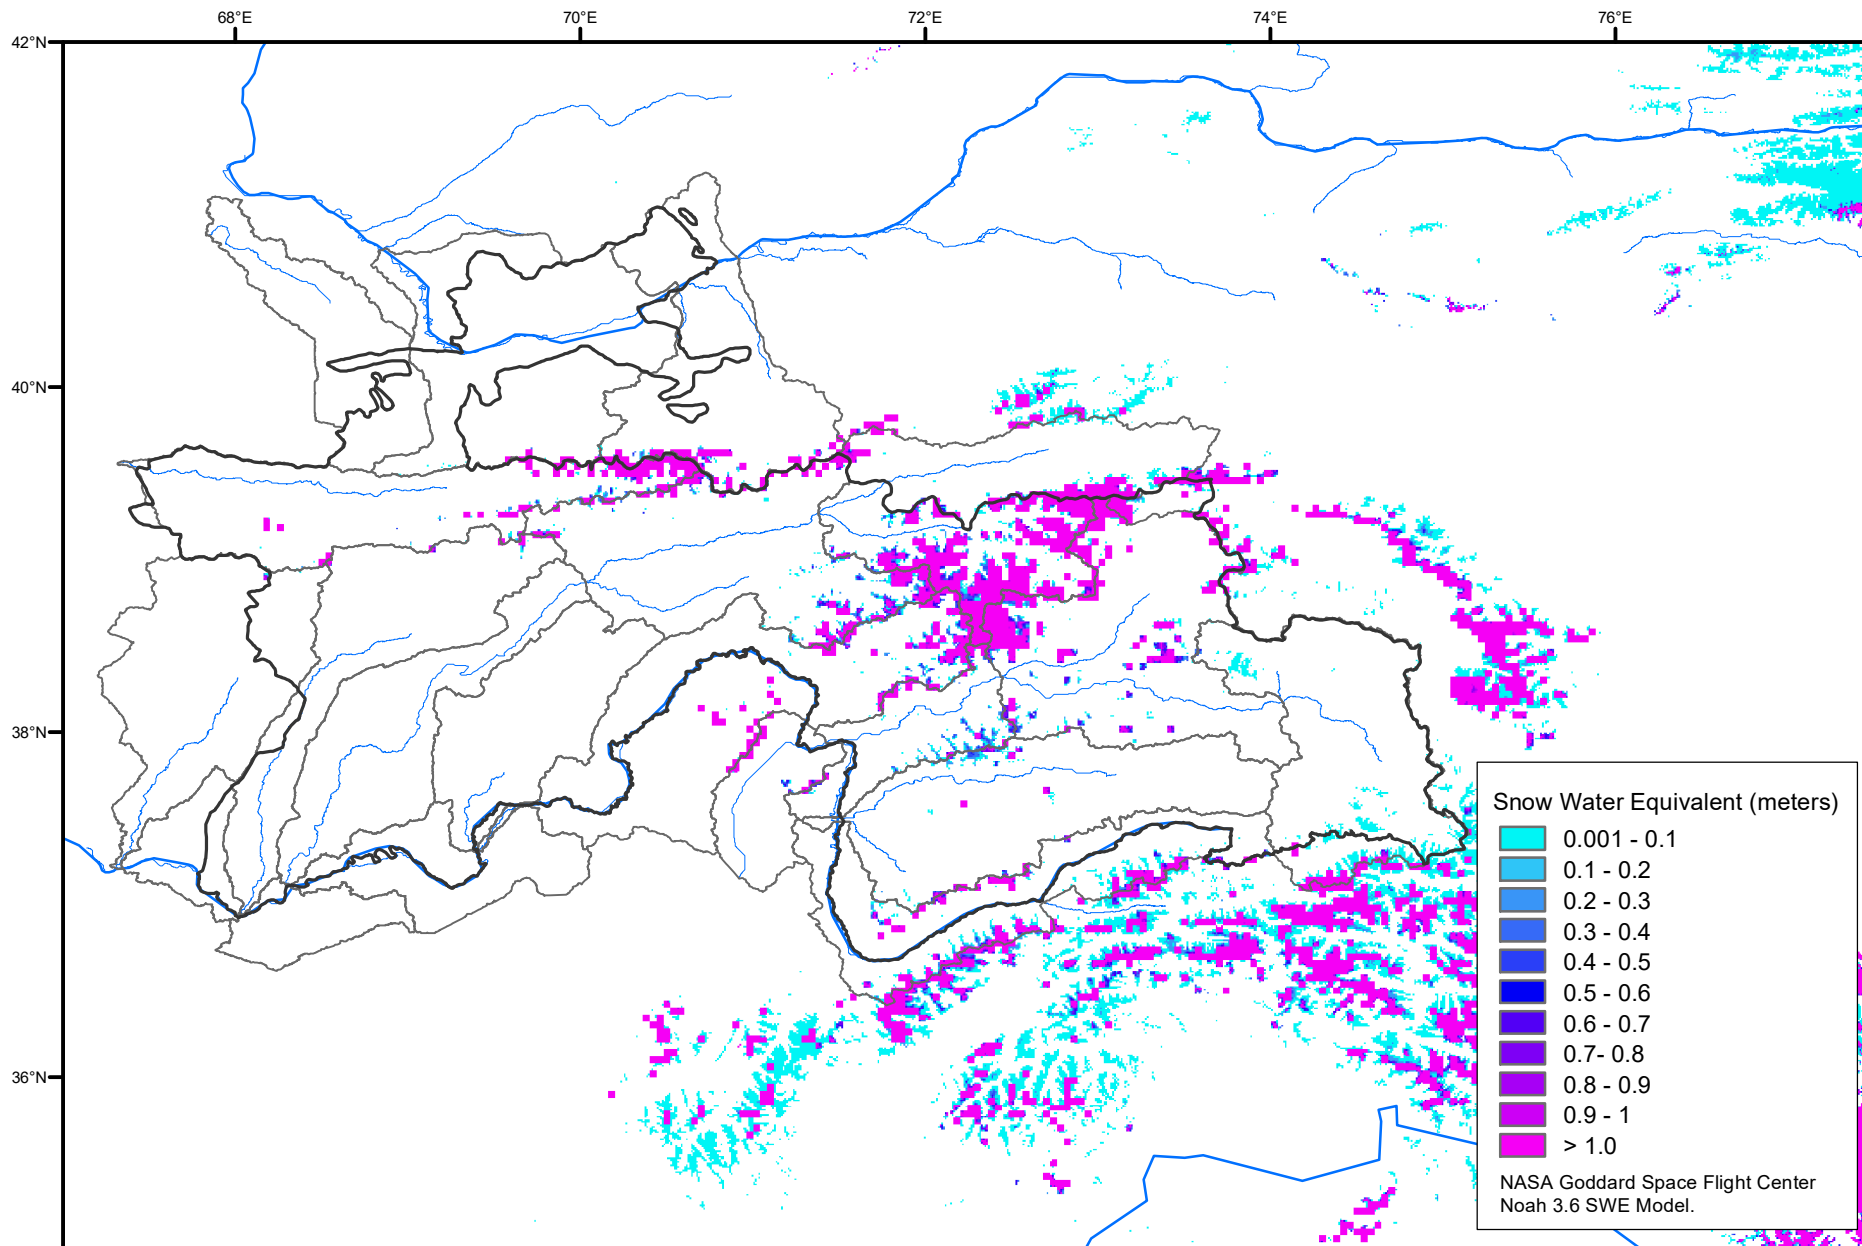 68°E 70°E 72°E 74°E 76°E
42°N
40°N
38°N
36°N
Snow Water Equivalent (meters)
0.001 - 0.1
0.1 - 0.2
0.2 - 0.3
0.3 - 0.4
0.4 - 0.5
0.5 - 0.6
0.6 - 0.7
0.7- 0.8
0.8 - 0.9
0.9 - 1
> 1.0
NASA Goddard Space Flight Center
Noah 3.6 SWE Model.